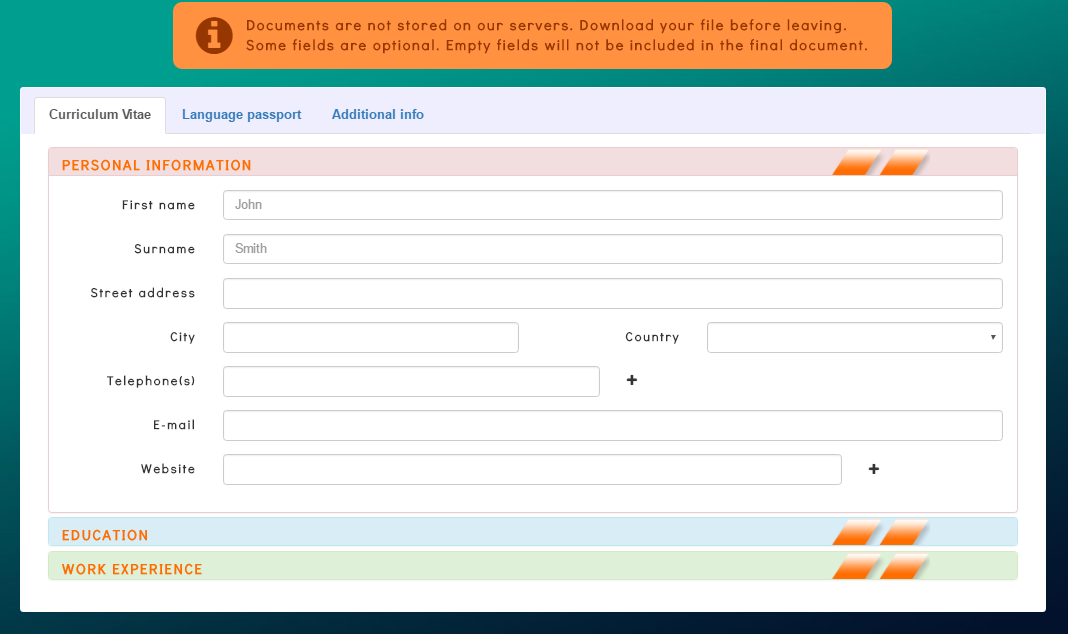 Documents are not stored on our servers. Download your file before leaving.
Some fields are optional. Empty fields will not be included in the final document.
Curriculum Vitae Language passport Additional info
PERSONAL INFORMATION
First name John
Surname Smith
Street address
City Country
Telephone(s)
E-mail
Website
EDUCATION
WORK EXPERIENCE